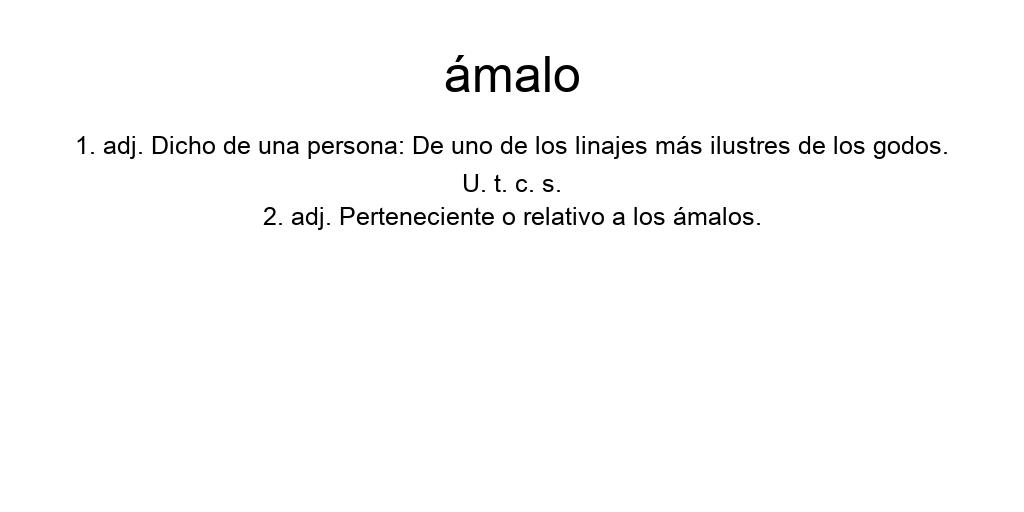 ámalo
1. adj. Dicho de una persona: De uno de los linajes más ilustres de los godos.
U. t. c. s.
2. adj. Perteneciente o relativo a los ámalos.